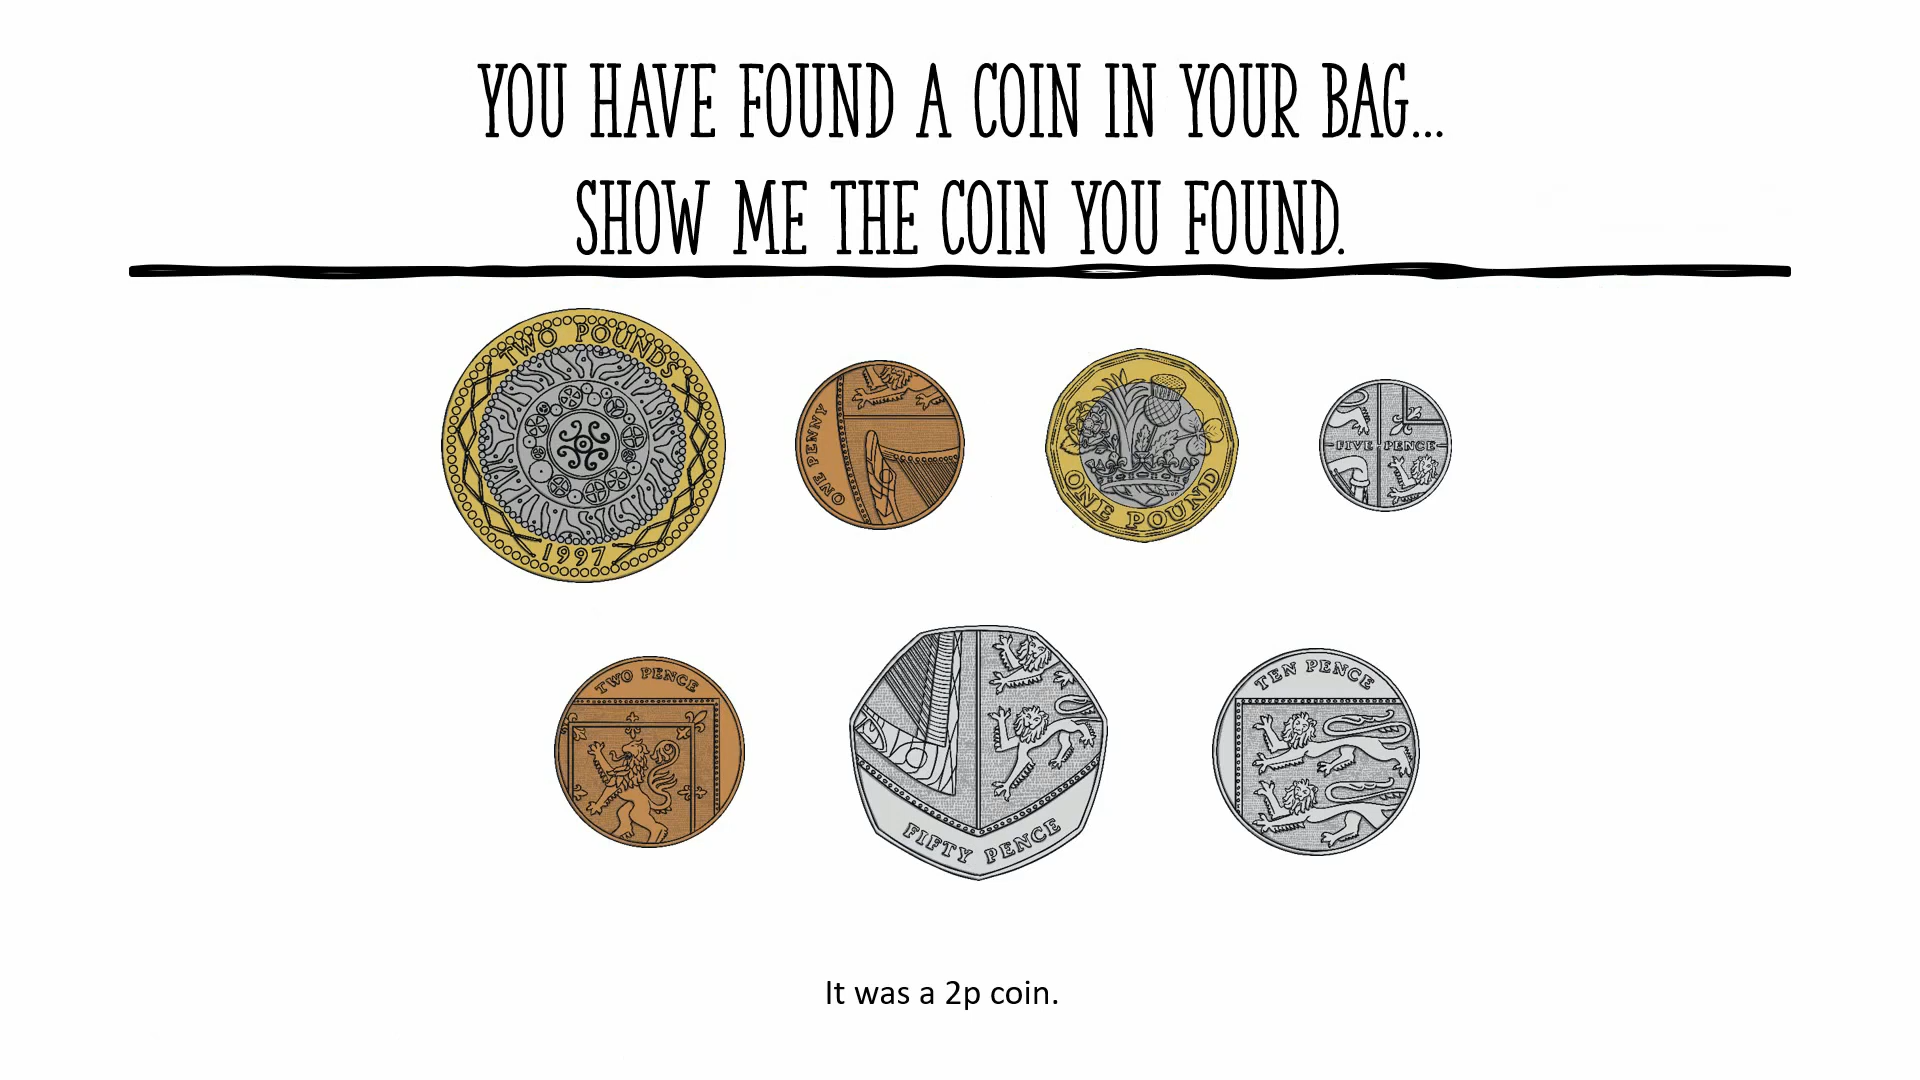 YOU HAVE FOUND A COIN IN YOUR BAG...
SHOW ME THE COIN YOU FOUND.
TWO POUNDS
1997
ONE PENNY
ONE POUND
FIVE PENCE
TWO PENCE
FIFTY PENCE
TEN PENCE
It was a 2p coin.